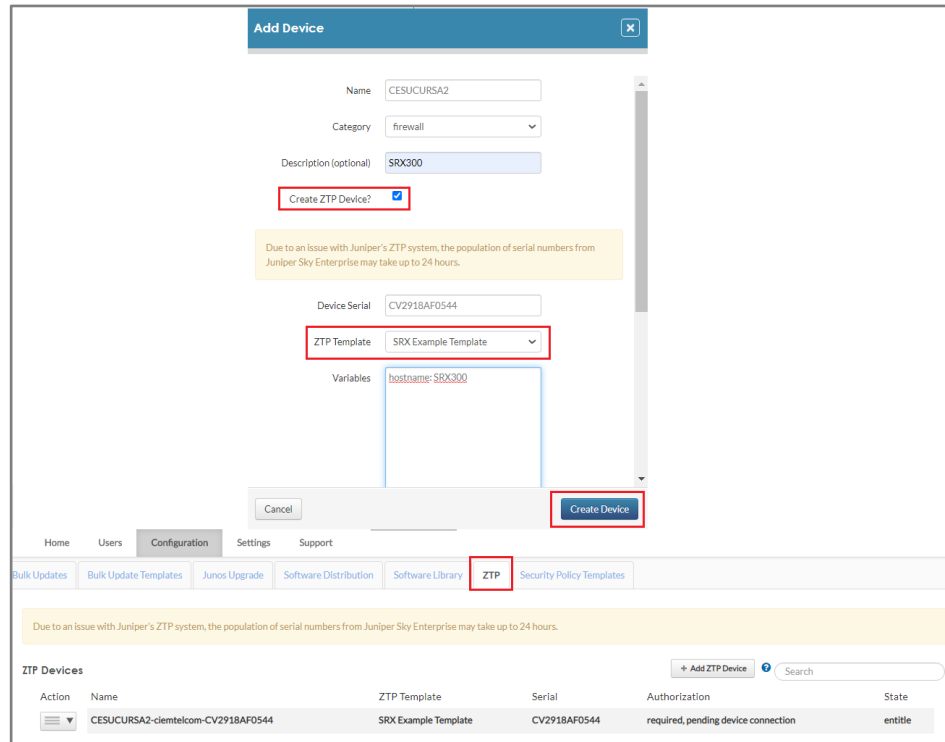 Add Device
Name CESUCURSA2
Category firewall
Description (optional) SRX300
Create ZTP Device?
Due to an issue with Juniper's ZTP system, the population of serial numbers from
Juniper Sky Enterprise may take up to 24 hours.
Device Serial CV2918AF0544
ZTP Template SRX Example Template
Variables hostname: SRX300
Cancel Create Device
Home Users Configuration Settings Support
Bulk Updates Bulk Update Templates Junos Upgrade Software Distribution Software Library ZTP Security Policy Templates
Due to an issue with Juniper's ZTP system, the population of serial numbers from Juniper Sky Enterprise may take up to 24 hours.
ZTP Devices + Add ZTP Device ? Search
Action Name ZTP Template Serial Authorization State
CESUCURSA2-ciemtelcom-CV2918AF0544 SRX Example Template CV2918AF0544 required, pending device connection entitle